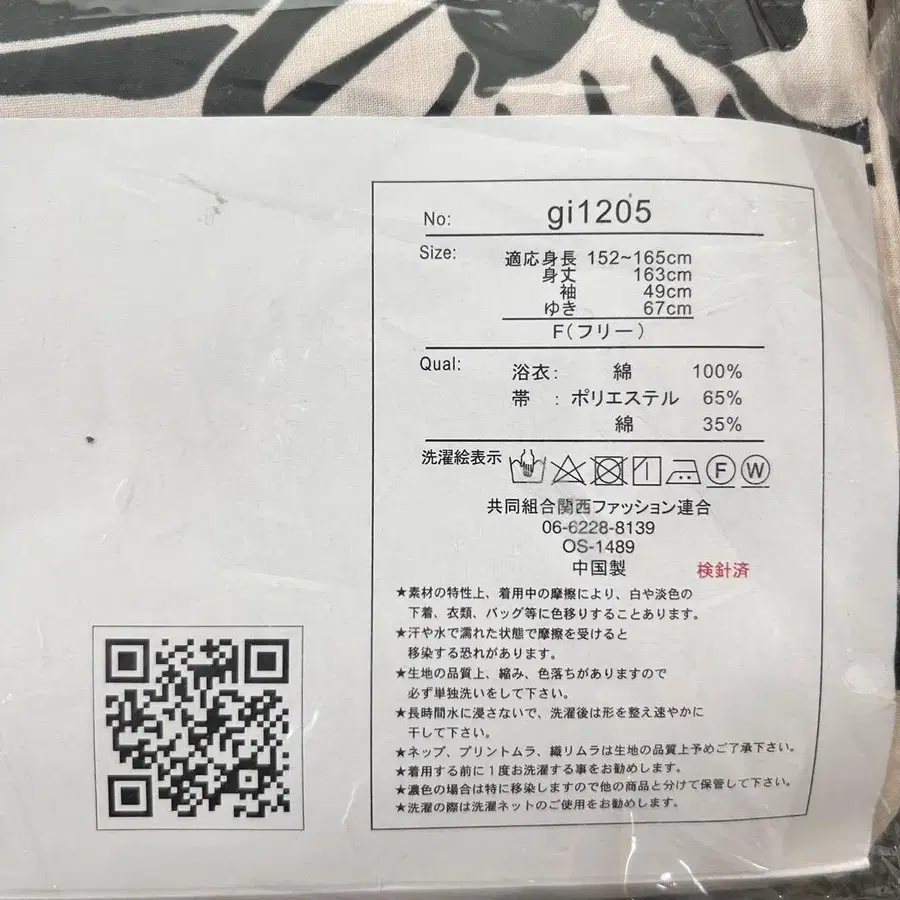 No: gi1205
Size: 適応身長 152~165cm
身丈 163cm
袖 49cm
ゆき 67cm
F(フリー)
Qual: 浴衣: 綿 100%
帯 : ポリエステル 65%
綿 35%
洗濯絵表示 F W
共同組合関西ファッション連合
06-6228-8139
OS-1489
中国製 検針済
★素材の特性上、着用中の摩擦により、白や淡色の
下着、衣類、バッグ等に色移りすることあります。
★汗や水で濡れた状態で摩擦を受けると
移染する恐れがあります。
★生地の品質上、縮み、色落ちがありますので
必ず単独洗いをして下さい。
★長時間水に浸さないで、洗濯後は形を整え速やかに
干して下さい。
★ネップ、プリントムラ、織リムラは生地の品質上予めご了承下さい。
★着用する前に1度お洗濯する事をお勧めします。
★濃色の場合は特に移染しますので他の商品と分けて保管して下さい。
★洗濯の際は洗濯ネットのご使用をお勧めします。